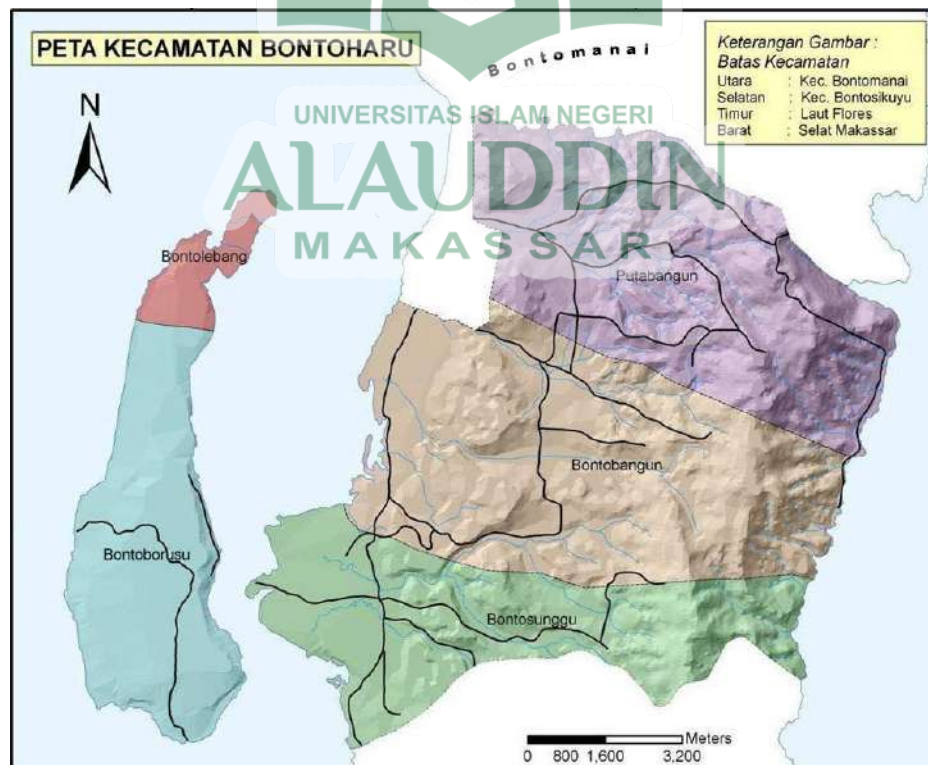 PETA KECAMATAN BONTOHARU
Bontomanai
Keterangan Gambar :
Batas Kecamatan
Utara : Kec. Bontomanai
Selatan : Kec. Bontosikuyu
Timur : Laut Flores
Barat : Selat Makassar
N
UNIVERSITAS ISLAM NEGERI
ALAUDDIN
MAKASSAR
Bontolebang
Putabangun
Bontobangun
Bontoborusu
Bontosunggu
Meters
0 800 1,600 3,200